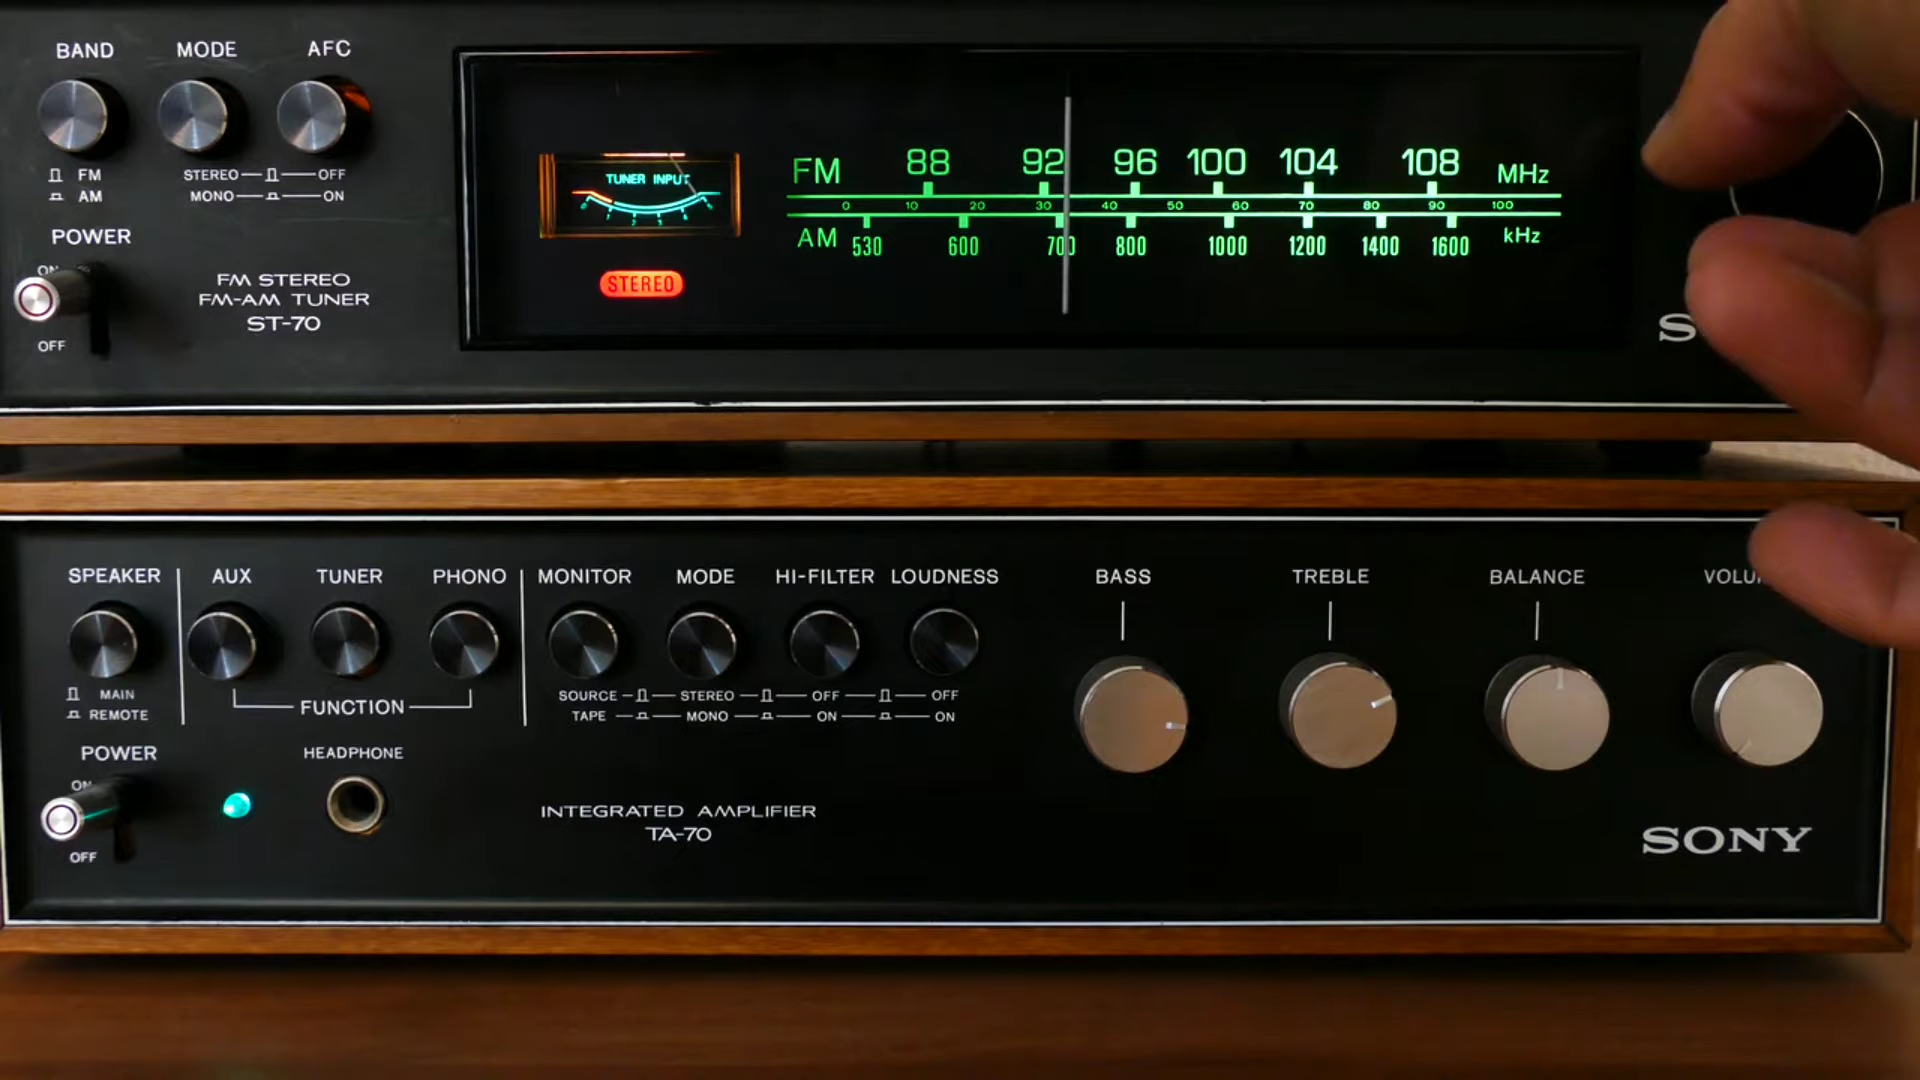 BAND MODE AFC
FM STEREO OFF
AM MONO ON
POWER
ON
OFF
FM STEREO
FM-AM TUNER
ST-70
TUNER INPUT
STEREO
FM 88 92 96 100 104 108 MHz
0 10 20 30 40 50 60 70 80 90 100
AM 530 600 700 800 1000 1200 1400 1600 kHz
SPEAKER AUX TUNER PHONO MONITOR MODE HI-FILTER LOUDNESS BASS TREBLE BALANCE
MAIN
REMOTE
FUNCTION
SOURCE STEREO OFF OFF
TAPE MONO ON ON
POWER
ON
OFF
HEADPHONE
INTEGRATED AMPLIFIER
TA-70
SONY